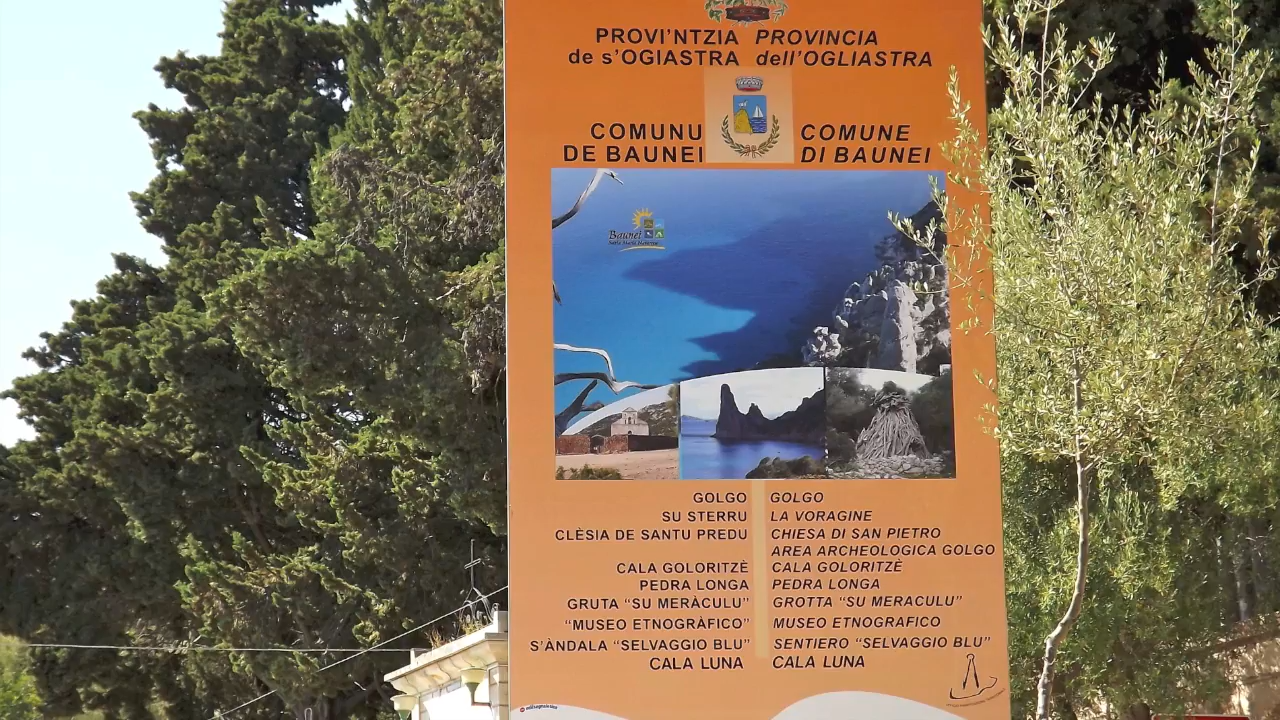 PROVI'NTZIA PROVINCIA
de s'OGIASTRA dell'OGLIASTRA
COMUNU COMUNE
DE BAUNEI DI BAUNEI
Baunei
GOLGO GOLGO
SU STERRU LA VORAGINE
CLÈSIA DE SANTU PREDU CHIESA DI SAN PIETRO
AREA ARCHEOLOGICA GOLGO
CALA GOLORITZÈ CALA GOLORITZÈ
PEDRA LONGA PEDRA LONGA
GRUTA "SU MERÀCULU" GROTTA "SU MERACULU"
"MUSEO ETNOGRÀFICO" MUSEO ETNOGRAFICO
S'ÀNDALA "SELVAGGIO BLU" SENTIERO "SELVAGGIO BLU"
CALA LUNA CALA LUNA